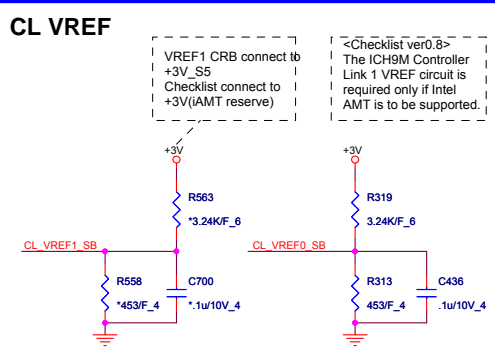 CL VREF
VREF1 CRB connect to
+3V_S5
Checklist connect to
+3V(iAMT reserve)
<Checklist ver0.8>
The ICH9M Controller
Link 1 VREF circuit is
required only if Intel
AMT is to be supported.
+3V
R563
*3.24K/F_6
CL_VREF1_SB
R558
*453/F_4
C700
*.1u/10V_4
+3V
R319
3.24K/F_6
CL_VREF0_SB
R313
453/F_4
C436
.1u/10V_4